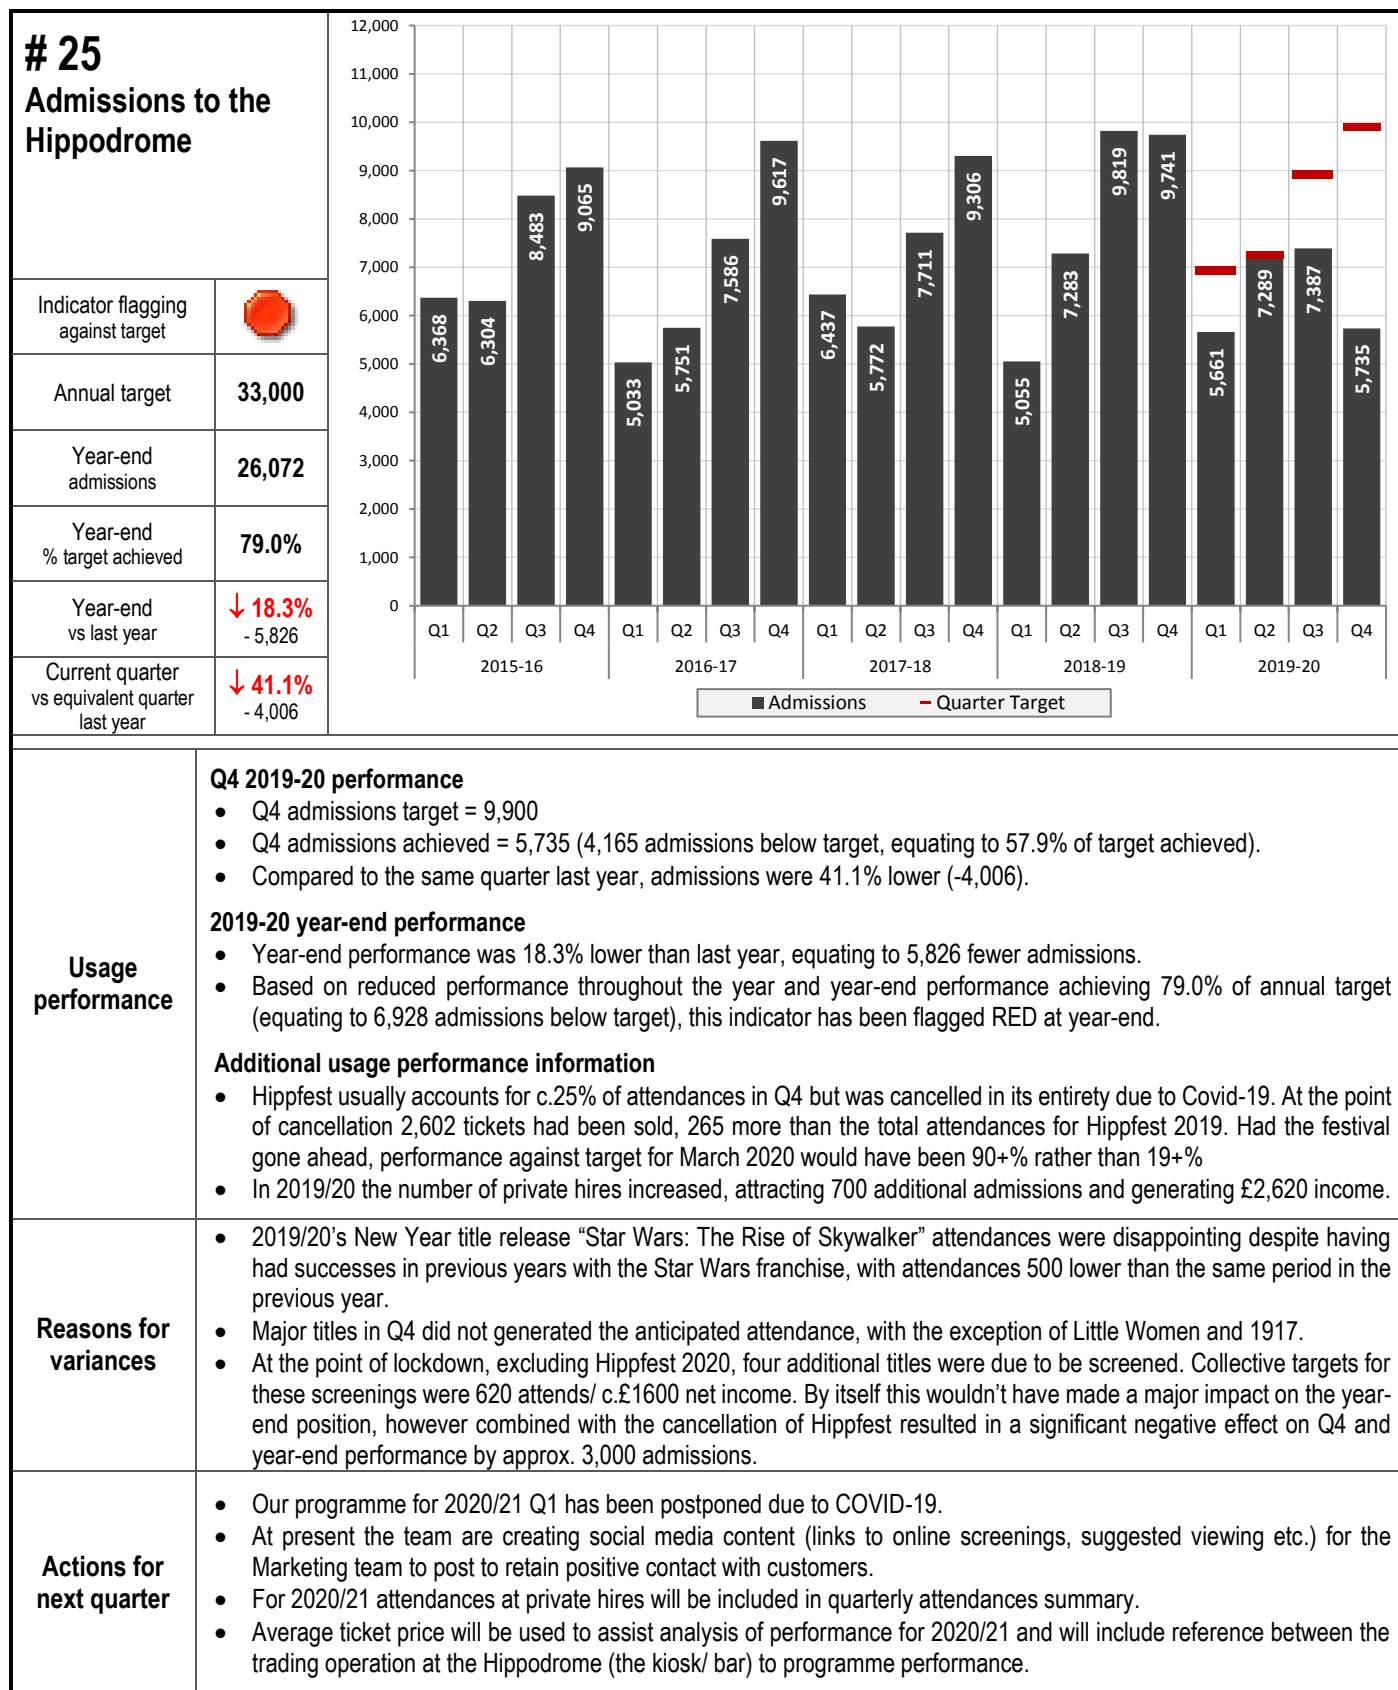 # 25
Admissions to the
Hippodrome
Indicator flagging
against target
Annual target
33,000
Year-end
admissions
26,072
Year-end
% target achieved
79.0%
Year-end
vs last year
↓ 18.3%
- 5,826
Current quarter
vs equivalent quarter
last year
↓ 41.1%
- 4,006
12,000
11,000
10,000
9,000
8,000
7,000
6,000
5,000
4,000
3,000
2,000
1,000
0
6,368
6,304
8,483
9,065
5,033
5,751
7,586
9,617
6,437
5,772
7,711
9,306
5,055
7,283
9,819
9,741
5,661
7,289
7,387
5,735
Q1 Q2 Q3 Q4 Q1 Q2 Q3 Q4 Q1 Q2 Q3 Q4 Q1 Q2 Q3 Q4 Q1 Q2 Q3 Q4
2015-16 2016-17 2017-18 2018-19 2019-20
Admissions Quarter Target
Usage
performance
Q4 2019-20 performance
• Q4 admissions target = 9,900
• Q4 admissions achieved = 5,735 (4,165 admissions below target, equating to 57.9% of target achieved).
• Compared to the same quarter last year, admissions were 41.1% lower (-4,006).
2019-20 year-end performance
• Year-end performance was 18.3% lower than last year, equating to 5,826 fewer admissions.
• Based on reduced performance throughout the year and year-end performance achieving 79.0% of annual target
(equating to 6,928 admissions below target), this indicator has been flagged RED at year-end.
Additional usage performance information
• Hippfest usually accounts for c.25% of attendances in Q4 but was cancelled in its entirety due to Covid-19. At the point
of cancellation 2,602 tickets had been sold, 265 more than the total attendances for Hippfest 2019. Had the festival
gone ahead, performance against target for March 2020 would have been 90+% rather than 19+%
• In 2019/20 the number of private hires increased, attracting 700 additional admissions and generating £2,620 income.
Reasons for
variances
• 2019/20's New Year title release “Star Wars: The Rise of Skywalker” attendances were disappointing despite having
had successes in previous years with the Star Wars franchise, with attendances 500 lower than the same period in the
previous year.
• Major titles in Q4 did not generated the anticipated attendance, with the exception of Little Women and 1917.
• At the point of lockdown, excluding Hippfest 2020, four additional titles were due to be screened. Collective targets for
these screenings were 620 attends/ c.£1600 net income. By itself this wouldn't have made a major impact on the year-
end position, however combined with the cancellation of Hippfest resulted in a significant negative effect on Q4 and
year-end performance by approx. 3,000 admissions.
Actions for
next quarter
• Our programme for 2020/21 Q1 has been postponed due to COVID-19.
• At present the team are creating social media content (links to online screenings, suggested viewing etc.) for the
Marketing team to post to retain positive contact with customers.
• For 2020/21 attendances at private hires will be included in quarterly attendances summary.
• Average ticket price will be used to assist analysis of performance for 2020/21 and will include reference between the
trading operation at the Hippodrome (the kiosk/ bar) to programme performance.